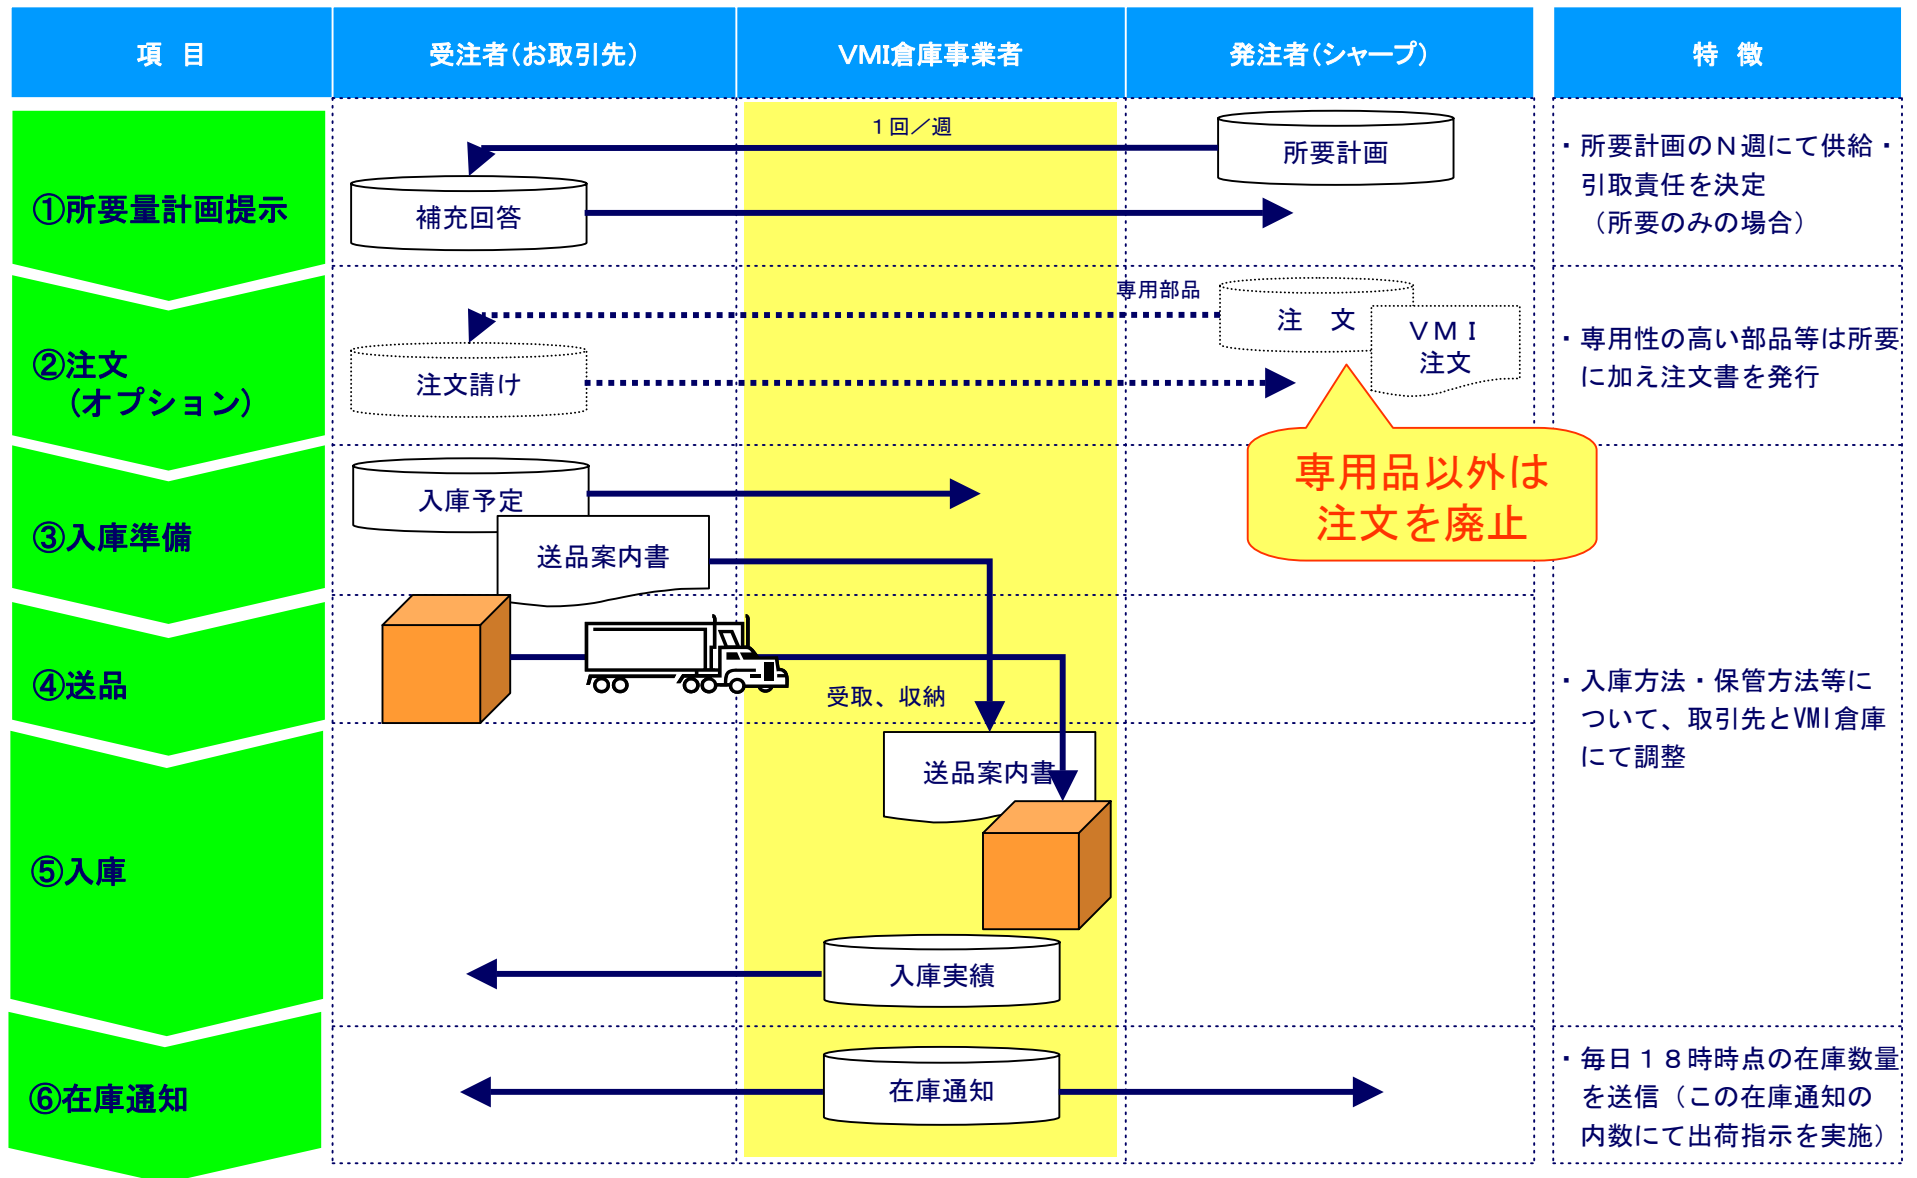 項 目
受注者(お取引先)
VMI倉庫事業者
発注者(シャープ)
特 徴
①所要量計画提示
1回/週
所要計画
補充回答
・所要計画のN週にて供給・
引取責任を決定
(所要のみの場合)
②注文
(オプション)
専用部品
注 文
VMI
注文
注文請け
・専用性の高い部品等は所要
に加え注文書を発行
専用品以外は
注文を廃止
③入庫準備
入庫予定
送品案内書
④送品
受取、収納
・入庫方法・保管方法等に
ついて、取引先とVMI倉庫
にて調整
⑤入庫
送品案内書
入庫実績
⑥在庫通知
在庫通知
・毎日18時時点の在庫数量
を送信(この在庫通知の
内数にて出荷指示を実施)